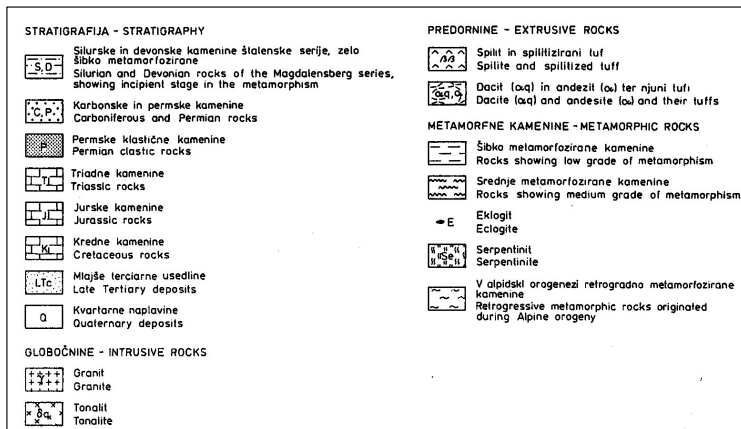 STRATIGRAFIJA - STRATIGRAPHY
S,D
Silurske in devonske kamenine štalenske serije, zelo
šibko metamorfozirane
Silurian and Devonian rocks of the Magdalensberg series,
showing incipient stage in the metamorphism
C,P
Karbonske in permske kamenine
Carboniferous and Permian rocks
P
Permske klastične kamenine
Permian clastic rocks
Triadne kamenine
Triassic rocks
Jurske kamenine
Jurassic rocks
Kredne kamenine
Cretaceous rocks
LTc
Mlajše terciarne usedline
Late Tertiary deposits
Q
Kvartarne naplavine
Quaternary deposits
GLOBOČNINE - INTRUSIVE ROCKS
γ
Granit
Granite
Tonalit
Tonalite
PREDORNINE - EXTRUSIVE ROCKS
ββ
Spilit in spilitizirani tuf
Spilite and spilitized tuff
Dacit (αq) in andezit (α) ter njuni tufi
Dacite (αq) and andesite (α) and their tuffs
METAMORFNE KAMENINE - METAMORPHIC ROCKS
Šibko metamorfozirane kamenine
Rocks showing low grade of metamorphism
Srednje metamorfozirane kamenine
Rocks showing medium grade of metamorphism
E
Eklogit
Eclogite
Se
Serpentinit
Serpentinite
V alpidski orogenezi retrogradno metamorfozirane
kamenine
Retrogressive metamorphic rocks originated
during Alpine orogeny